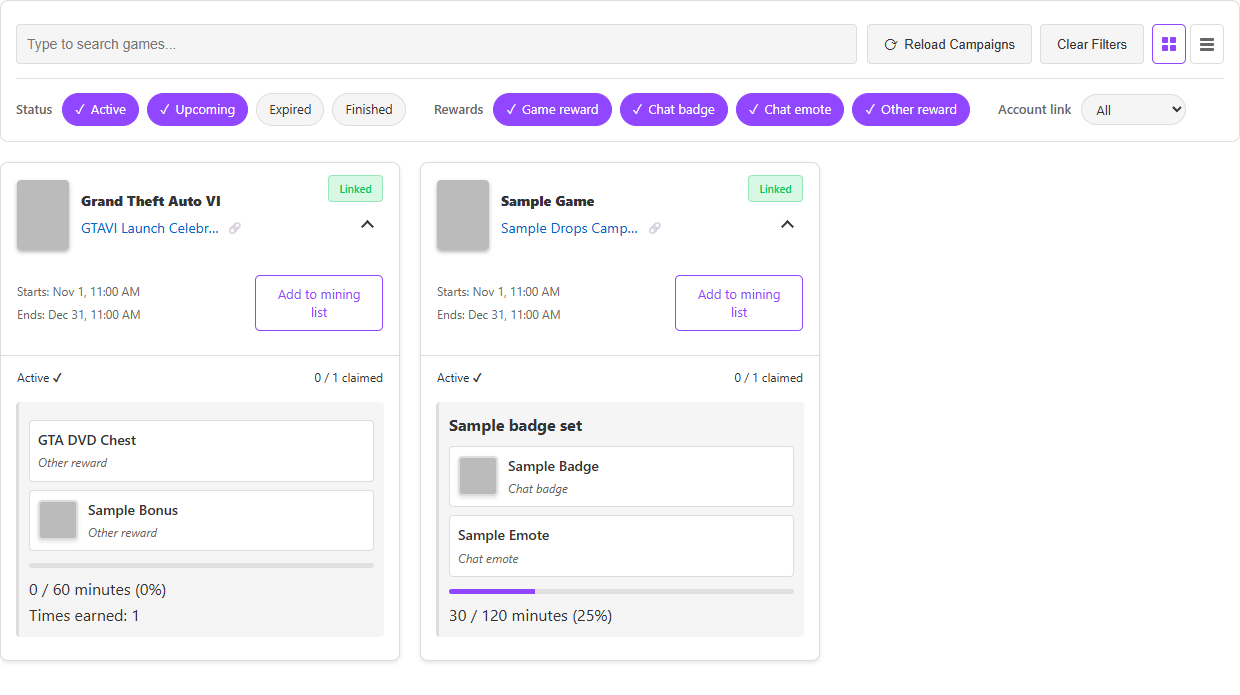 Type to search games...
Reload Campaigns
Clear Filters
Status
✓ Active
✓ Upcoming
Expired
Finished
Rewards
✓ Game reward
✓ Chat badge
✓ Chat emote
✓ Other reward
Account link
All
Linked
Grand Theft Auto VI
GTAVI Launch Celebr...
Starts: Nov 1, 11:00 AM
Ends: Dec 31, 11:00 AM
Add to mining
list
Active ✓
0 / 1 claimed
GTA DVD Chest
Other reward
Sample Bonus
Other reward
0 / 60 minutes (0%)
Times earned: 1
Linked
Sample Game
Sample Drops Camp...
Starts: Nov 1, 11:00 AM
Ends: Dec 31, 11:00 AM
Add to mining
list
Active ✓
0 / 1 claimed
Sample badge set
Sample Badge
Chat badge
Sample Emote
Chat emote
30 / 120 minutes (25%)